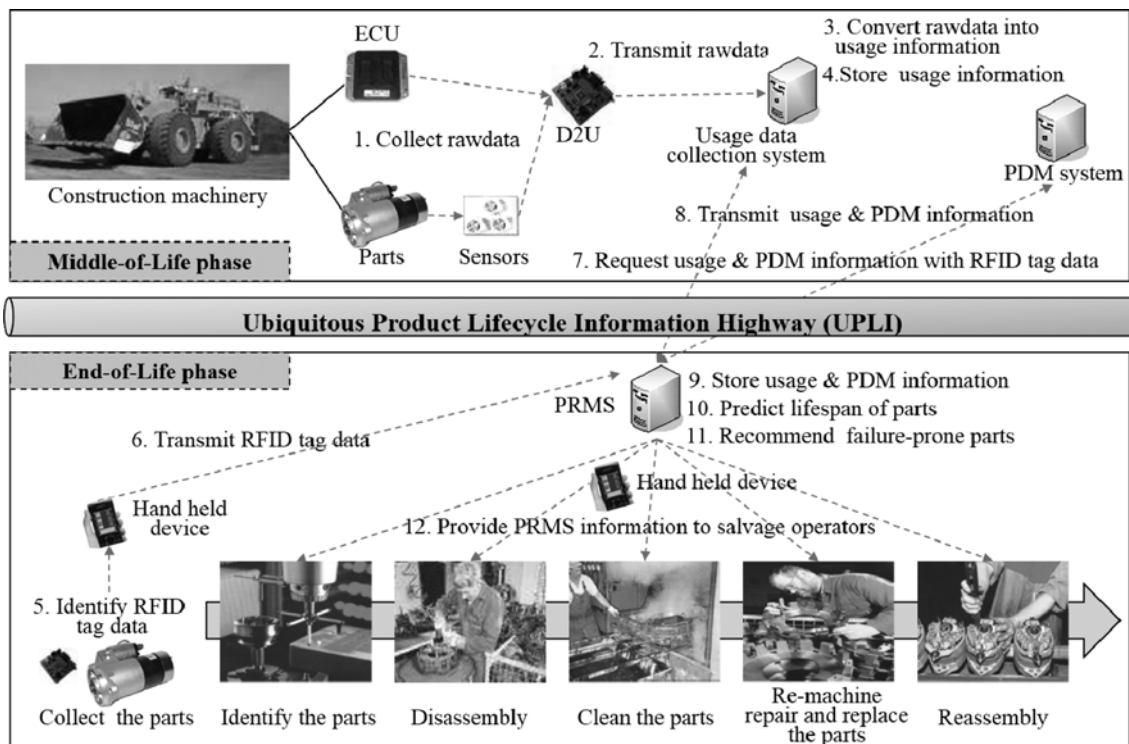 ECU
2. Transmit rawdata
3. Convert rawdata into
usage information
4.Store usage information
1. Collect rawdata
D2U
Usage data
collection system
PDM system
Construction machinery
8. Transmit usage & PDM information
Parts
Sensors
Middle-of-Life phase
7. Request usage & PDM information with RFID tag data
Ubiquitous Product Lifecycle Information Highway (UPLI)
End-of-Life phase
PRMS
9. Store usage & PDM information
10. Predict lifespan of parts
11. Recommend failure-prone parts
6. Transmit RFID tag data
Hand held
device
Hand held device
12. Provide PRMS information to salvage operators
5. Identify RFID
tag data
Collect the parts
Identify the parts
Disassembly
Clean the parts
Re-machine
repair and replace
the parts
Reassembly